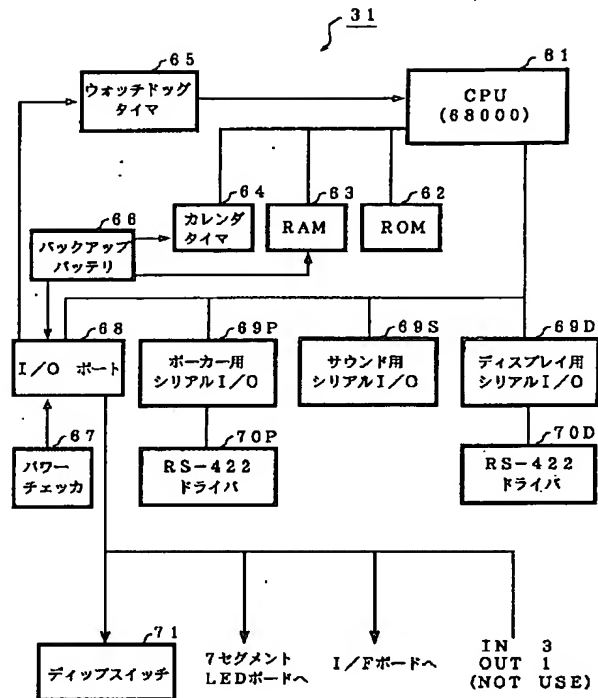 31
65
ウォッチドッグ
タイマ
61
CPU
(68000)
66
バックアップ
バッテリ
64
カレンダ
タイマ
63
RAM
62
ROM
68
I/O ポート
69P
ポーカー用
シリアルI/O
69S
サウンド用
シリアルI/O
69D
ディスプレイ用
シリアルI/O
67
パワー
チェッカ
70P
RS-422
ドライバ
70D
RS-422
ドライバ
71
ディップスイッチ
7セグメント
LEDボードへ
I/Fボードへ
IN 3
OUT 1
(NOT USE)